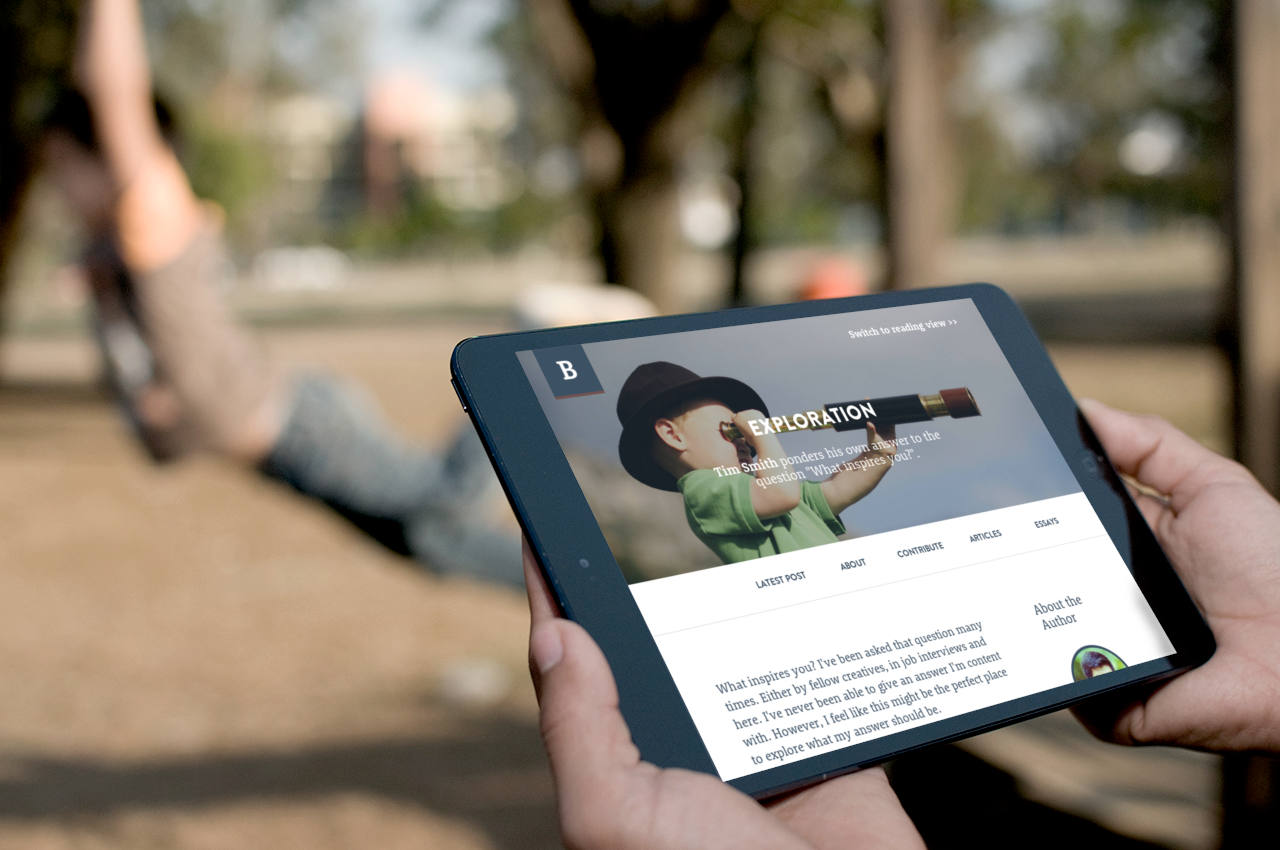 Switch to reading view >>
B
EXPLORATION
Tim Smith ponders his own answer to the
question "What inspires you?".
LATEST POST ABOUT CONTRIBUTE ARTICLES ESSAYS
About the
Author
What inspires you? I've been asked that question many
times. Either by fellow creatives, in job interviews and
here. I've never been able to give an answer I'm content
with. However, I feel like this might be the perfect place
to explore what my answer should be.